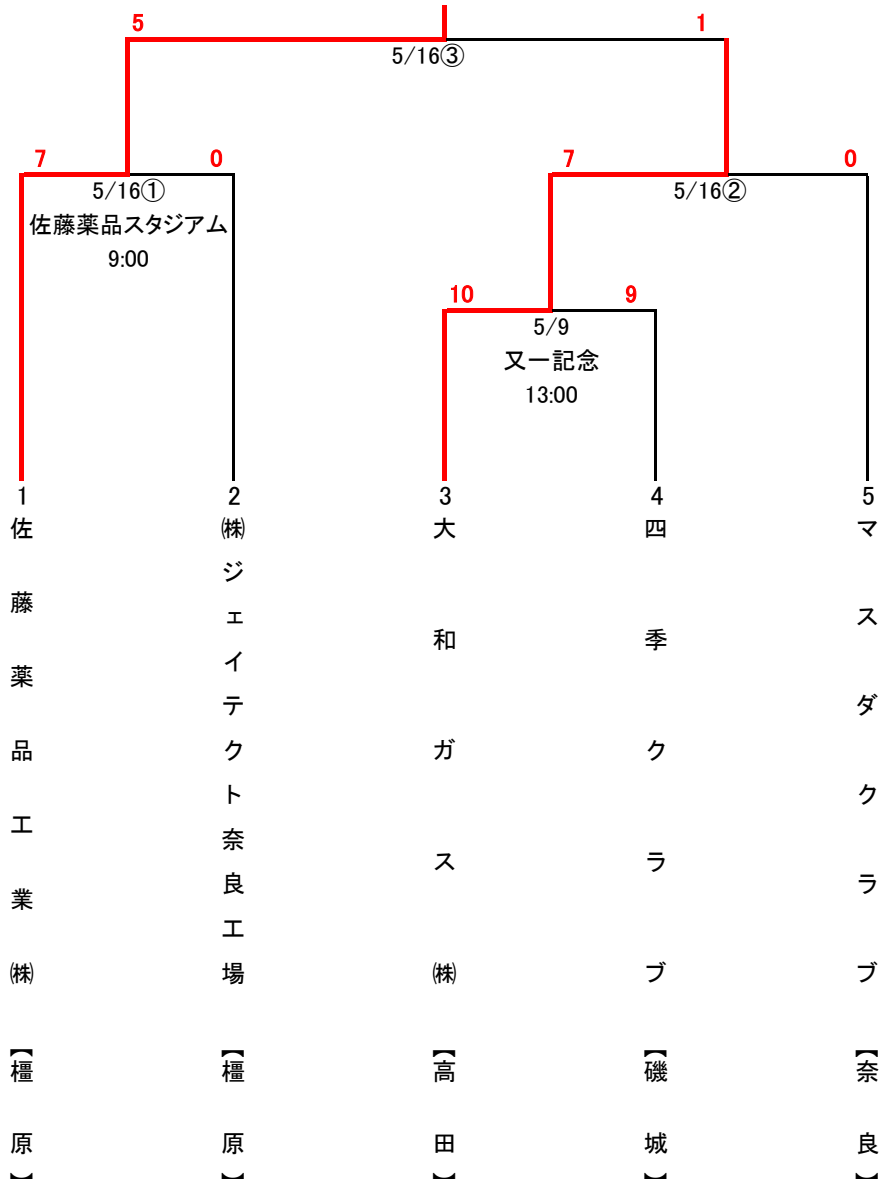 5 1
5/16③
7 0 7 0
5/16① 5/16②
佐藤薬品スタジアム
9:00
10 9
5/9
又一記念
13:00
1 2 3 4 5
佐藤薬品工業㈱【橿原】
㈱ジェイテクト奈良工場【橿原】
大和ガス㈱【高田】
四季クラブ【磯城】
マスダクラブ【奈良】